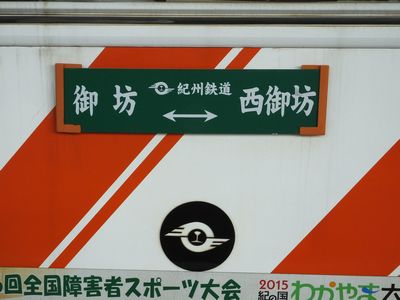 御坊 紀州鉄道 ↔ 西御坊
回全国障害者スポーツ大会 2015 紀の国 わかやま大